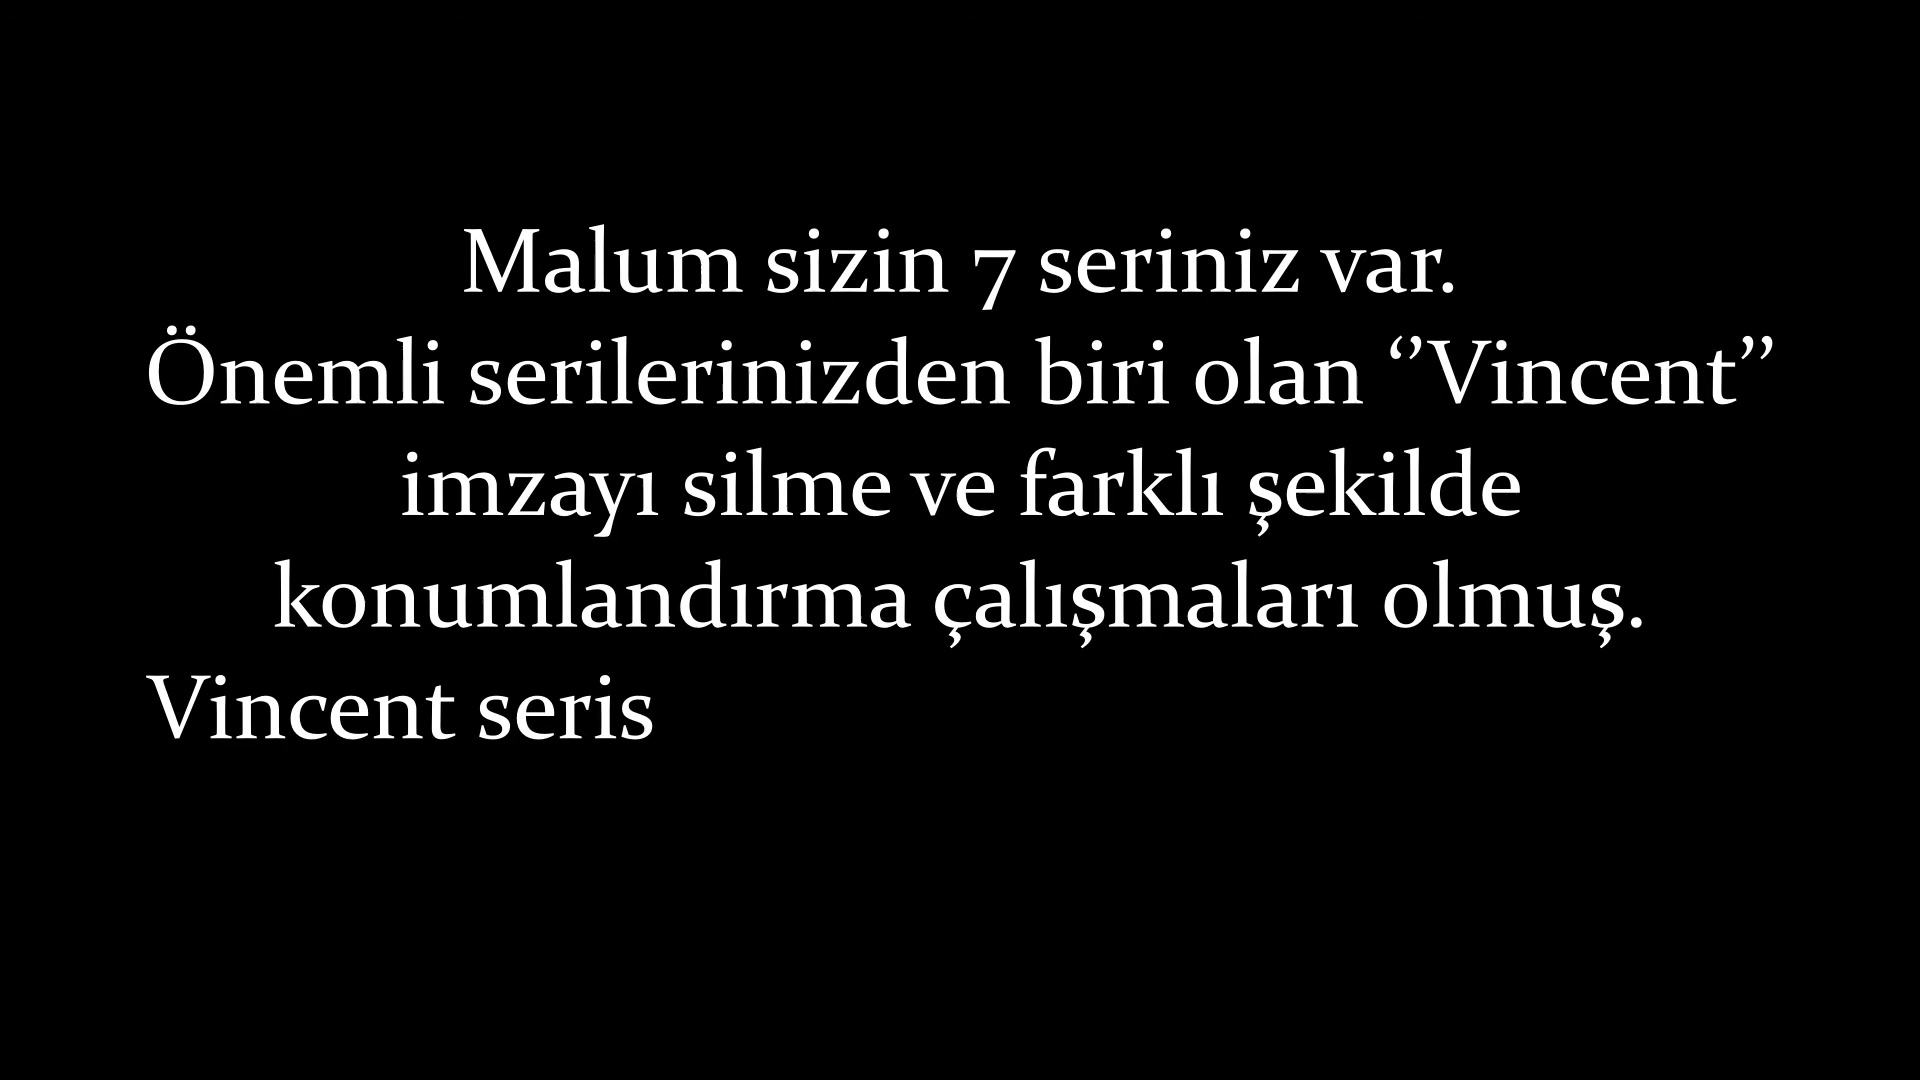 Malum sizin 7 seriniz var.
Önemli serilerinizden biri olan ‘’Vincent’’
imzayı silme ve farklı şekilde
konumlandırma çalışmaları olmuş.
Vincent seris